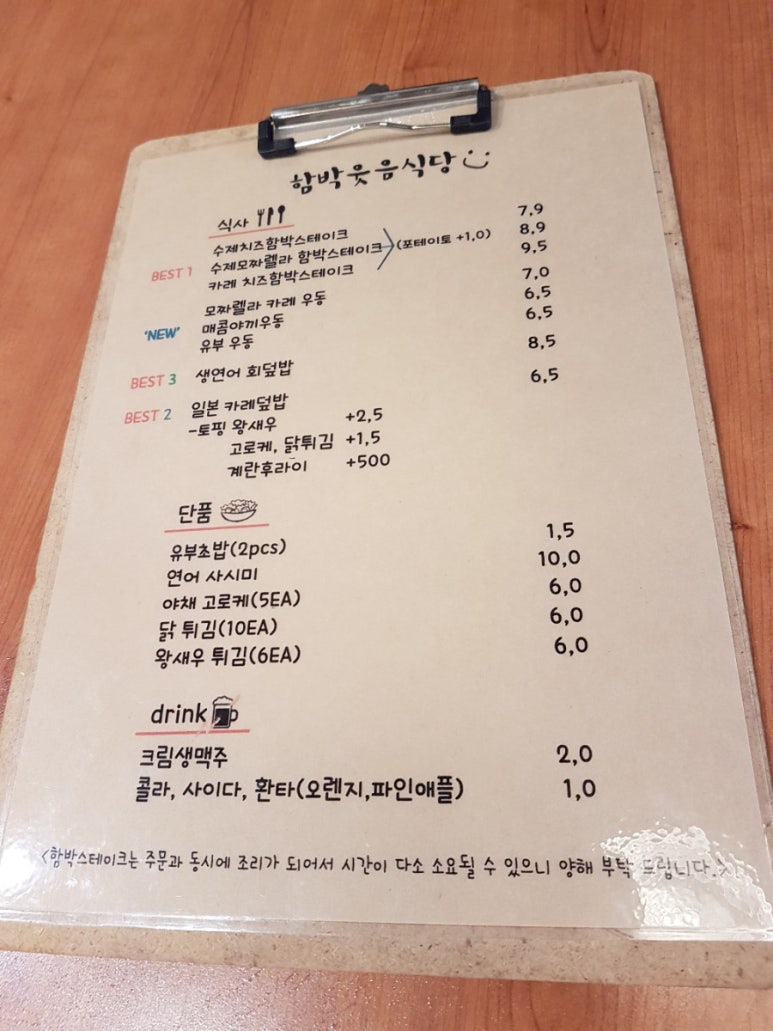 함박웃음식당
식사
수제치즈함박스테이크 7,9
BEST 1 수제모짜렐라 함박스테이크 (포테이토 +1,0) 8,9
카레 치즈함박스테이크 9,5
모짜렐라 카레 우동 7,0
'NEW' 매콤야끼우동 6,5
유부 우동 6,5
BEST 3 생연어 회덮밥 8,5
BEST 2 일본 카레덮밥 6,5
-토핑 왕새우 +2,5
고로케, 닭튀김 +1,5
계란후라이 +500
단품
유부초밥(2pcs) 1,5
연어 사시미 10,0
야채 고로케(5EA) 6,0
닭 튀김(10EA) 6,0
왕새우 튀김(6EA) 6,0
drink
크림생맥주 2,0
콜라, 사이다, 환타(오렌지,파인애플) 1,0
<함박스테이크는 주문과 동시에 조리가 되어서 시간이 다소 소요될 수 있으니 양해 부탁 드립니다.>